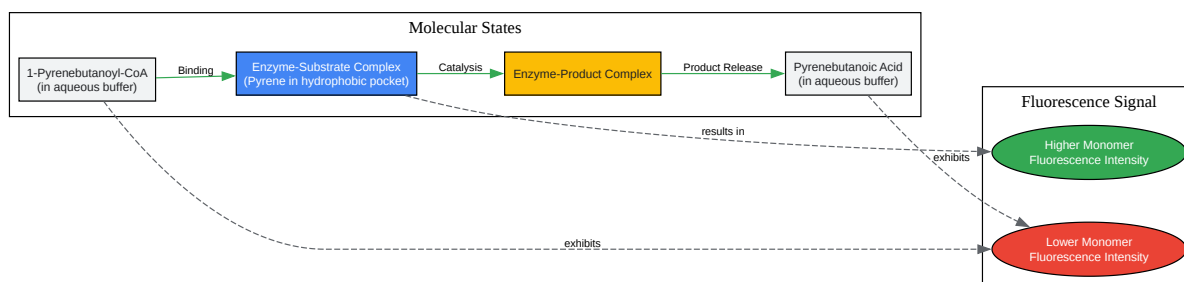 Molecular States
1-Pyrenebutanoyl-CoA
(in aqueous buffer)
Binding
Enzyme-Substrate Complex
(Pyrene in hydrophobic pocket)
Catalysis
Enzyme-Product Complex
Product Release
Pyrenebutanoic Acid
(in aqueous buffer)
Fluorescence Signal
results in
Higher Monomer
Fluorescence Intensity
exhibits
exhibits
Lower Monomer
Fluorescence Intensity